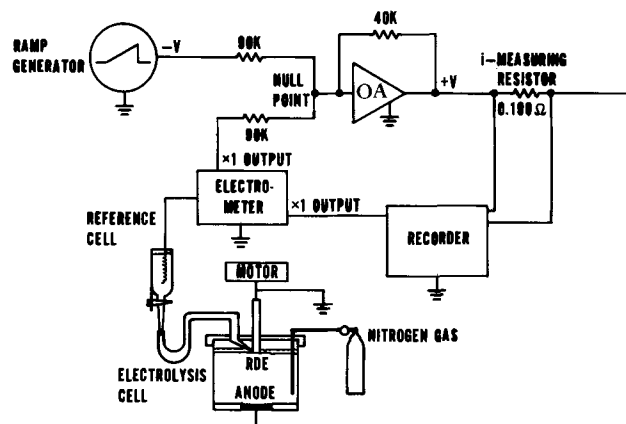 RAMP
GENERATOR
-V
90K
40K
NULL
POINT
OA
+V
i-MEASURING
RESISTOR
0.100Ω
90K
×1 OUTPUT
ELECTRO-
METER
×1 OUTPUT
REFERENCE
CELL
RECORDER
MOTOR
NITROGEN GAS
RDE
ELECTROLYSIS
CELL
ANODE